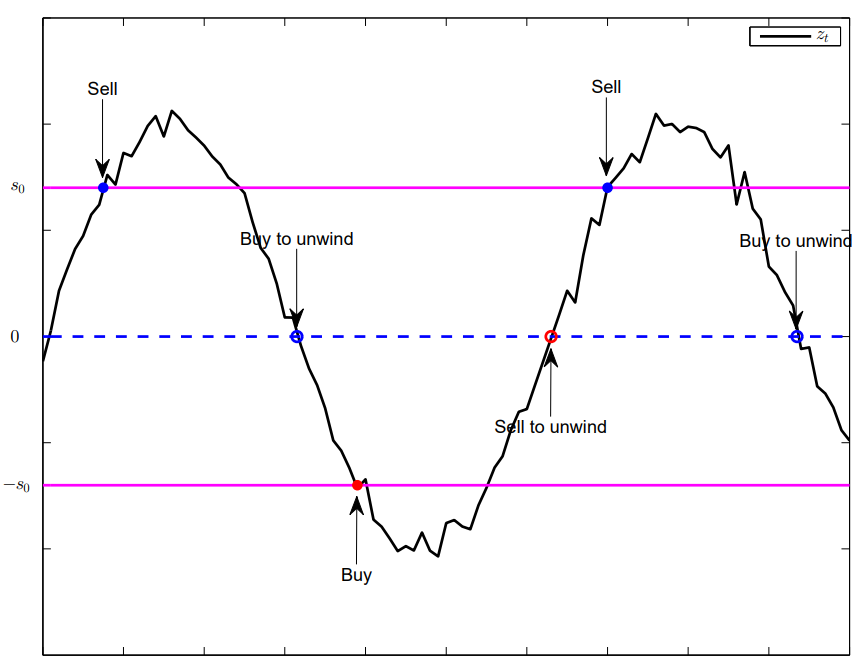 z_t
Sell
Sell
s_0
Buy to unwind
Buy to unwind
0
Sell to unwind
−s_0
Buy